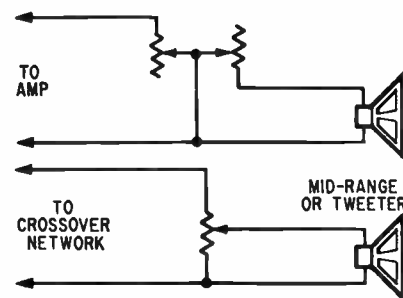 TO
AMP
TO
CROSSOVER
NETWORK
MID-RANGE
OR TWEETER